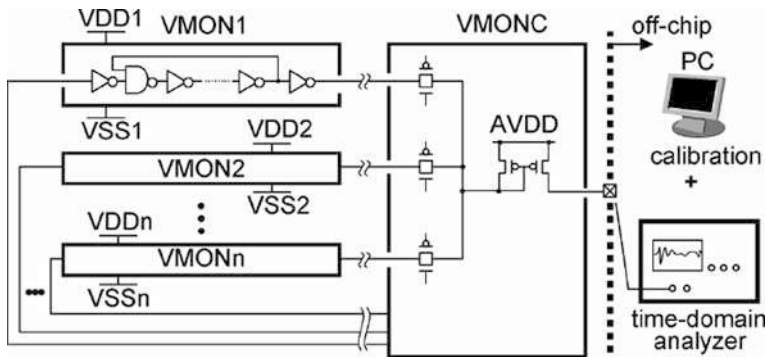 VDD1
VMON1
VMONC
off-chip
PC
VSS1
VDD2
AVDD
VMON2
calibration
VSS2
+
VDDn
VMONn
VSSn
time-domain
analyzer